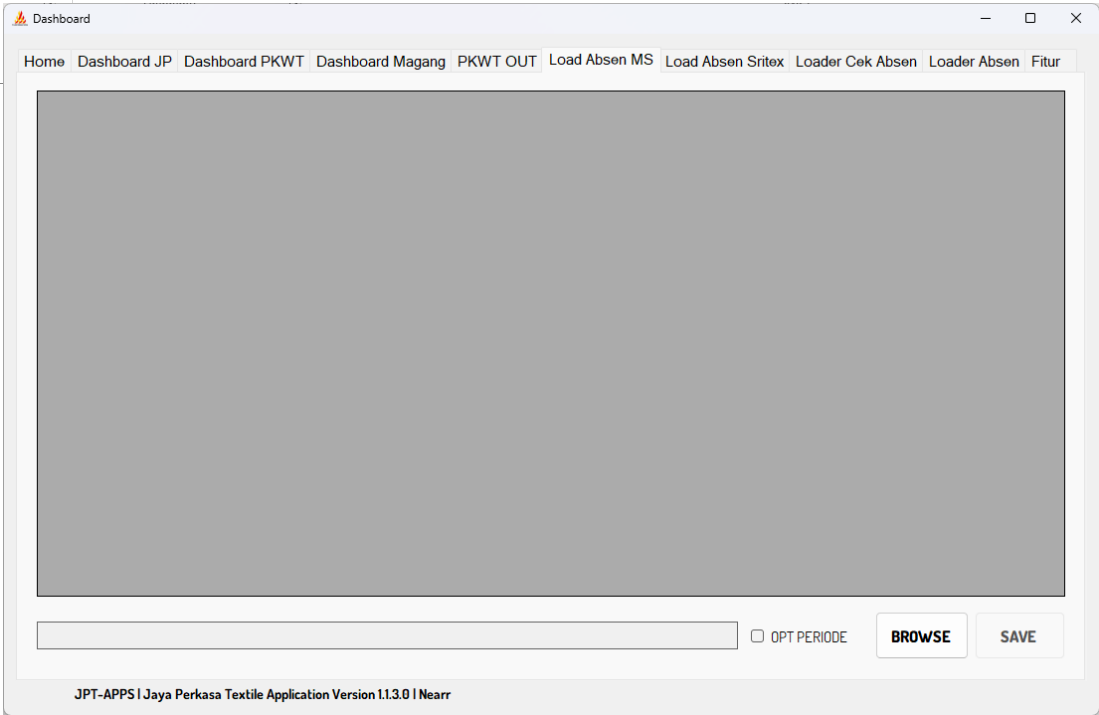 Dashboard
Home Dashboard JP Dashboard PKWT Dashboard Magang PKWT OUT Load Absen MS Load Absen Sritex Loader Cek Absen Loader Absen Fitur
OPT PERIODE BROWSE SAVE
JPT-APPS | Jaya Perkasa Textile Application Version 1.1.3.0 | Nearr